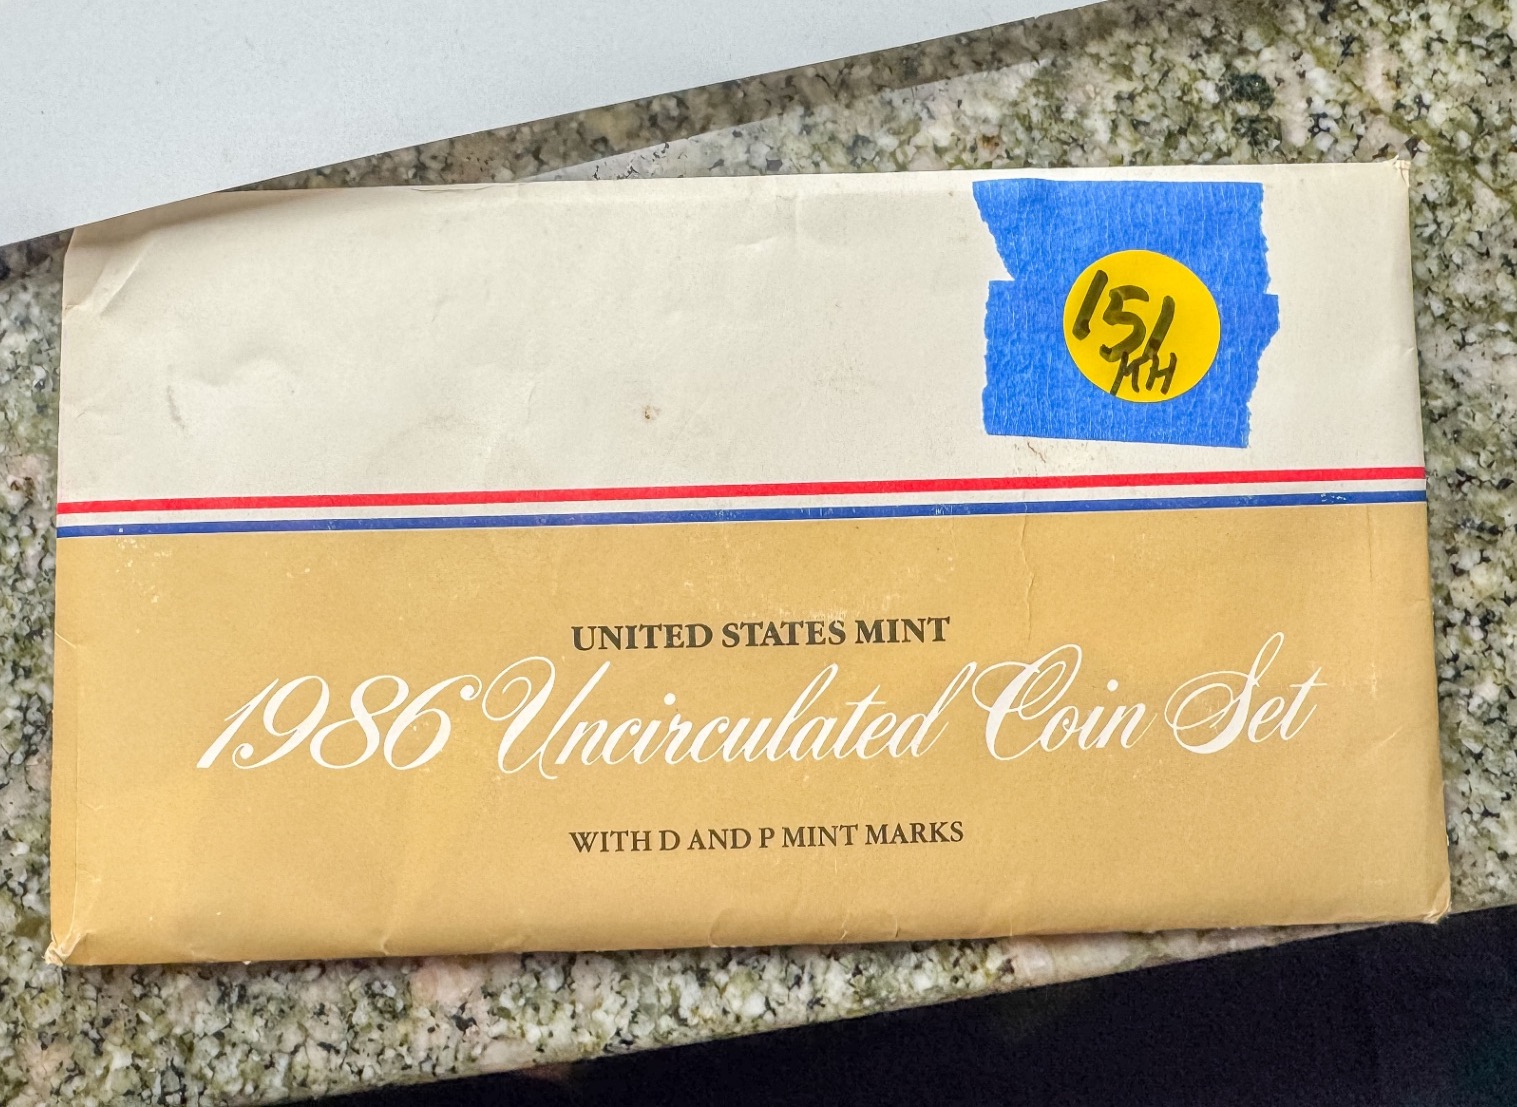 151
KH
UNITED STATES MINT
1986 Uncirculated Coin Set
WITH D AND P MINT MARKS